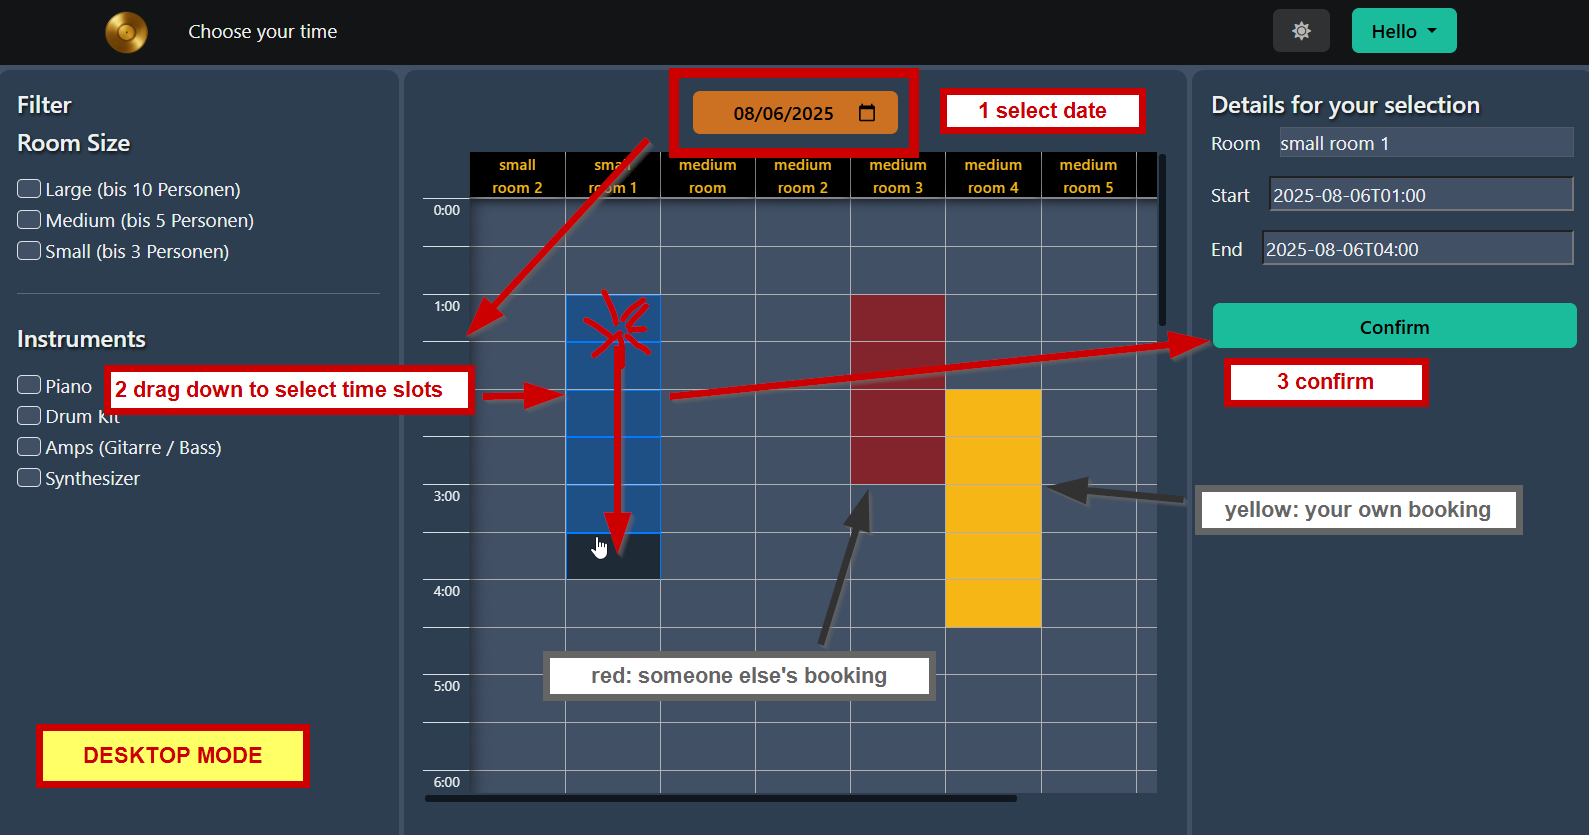 Choose your time
Hello
Filter
Room Size
Large (bis 10 Personen)
Medium (bis 5 Personen)
Small (bis 3 Personen)
Instruments
Piano
Drum Kit
Amps (Gitarre / Bass)
Synthesizer
2 drag down to select time slots
DESKTOP MODE
08/06/2025
1 select date
small
room 2
small
room 1
medium
room
medium
room 2
medium
room 3
medium
room 4
medium
room 5
0:00
1:00
3:00
4:00
5:00
6:00
red: someone else's booking
Details for your selection
Room
small room 1
Start
2025-08-06T01:00
End
2025-08-06T04:00
Confirm
3 confirm
yellow: your own booking